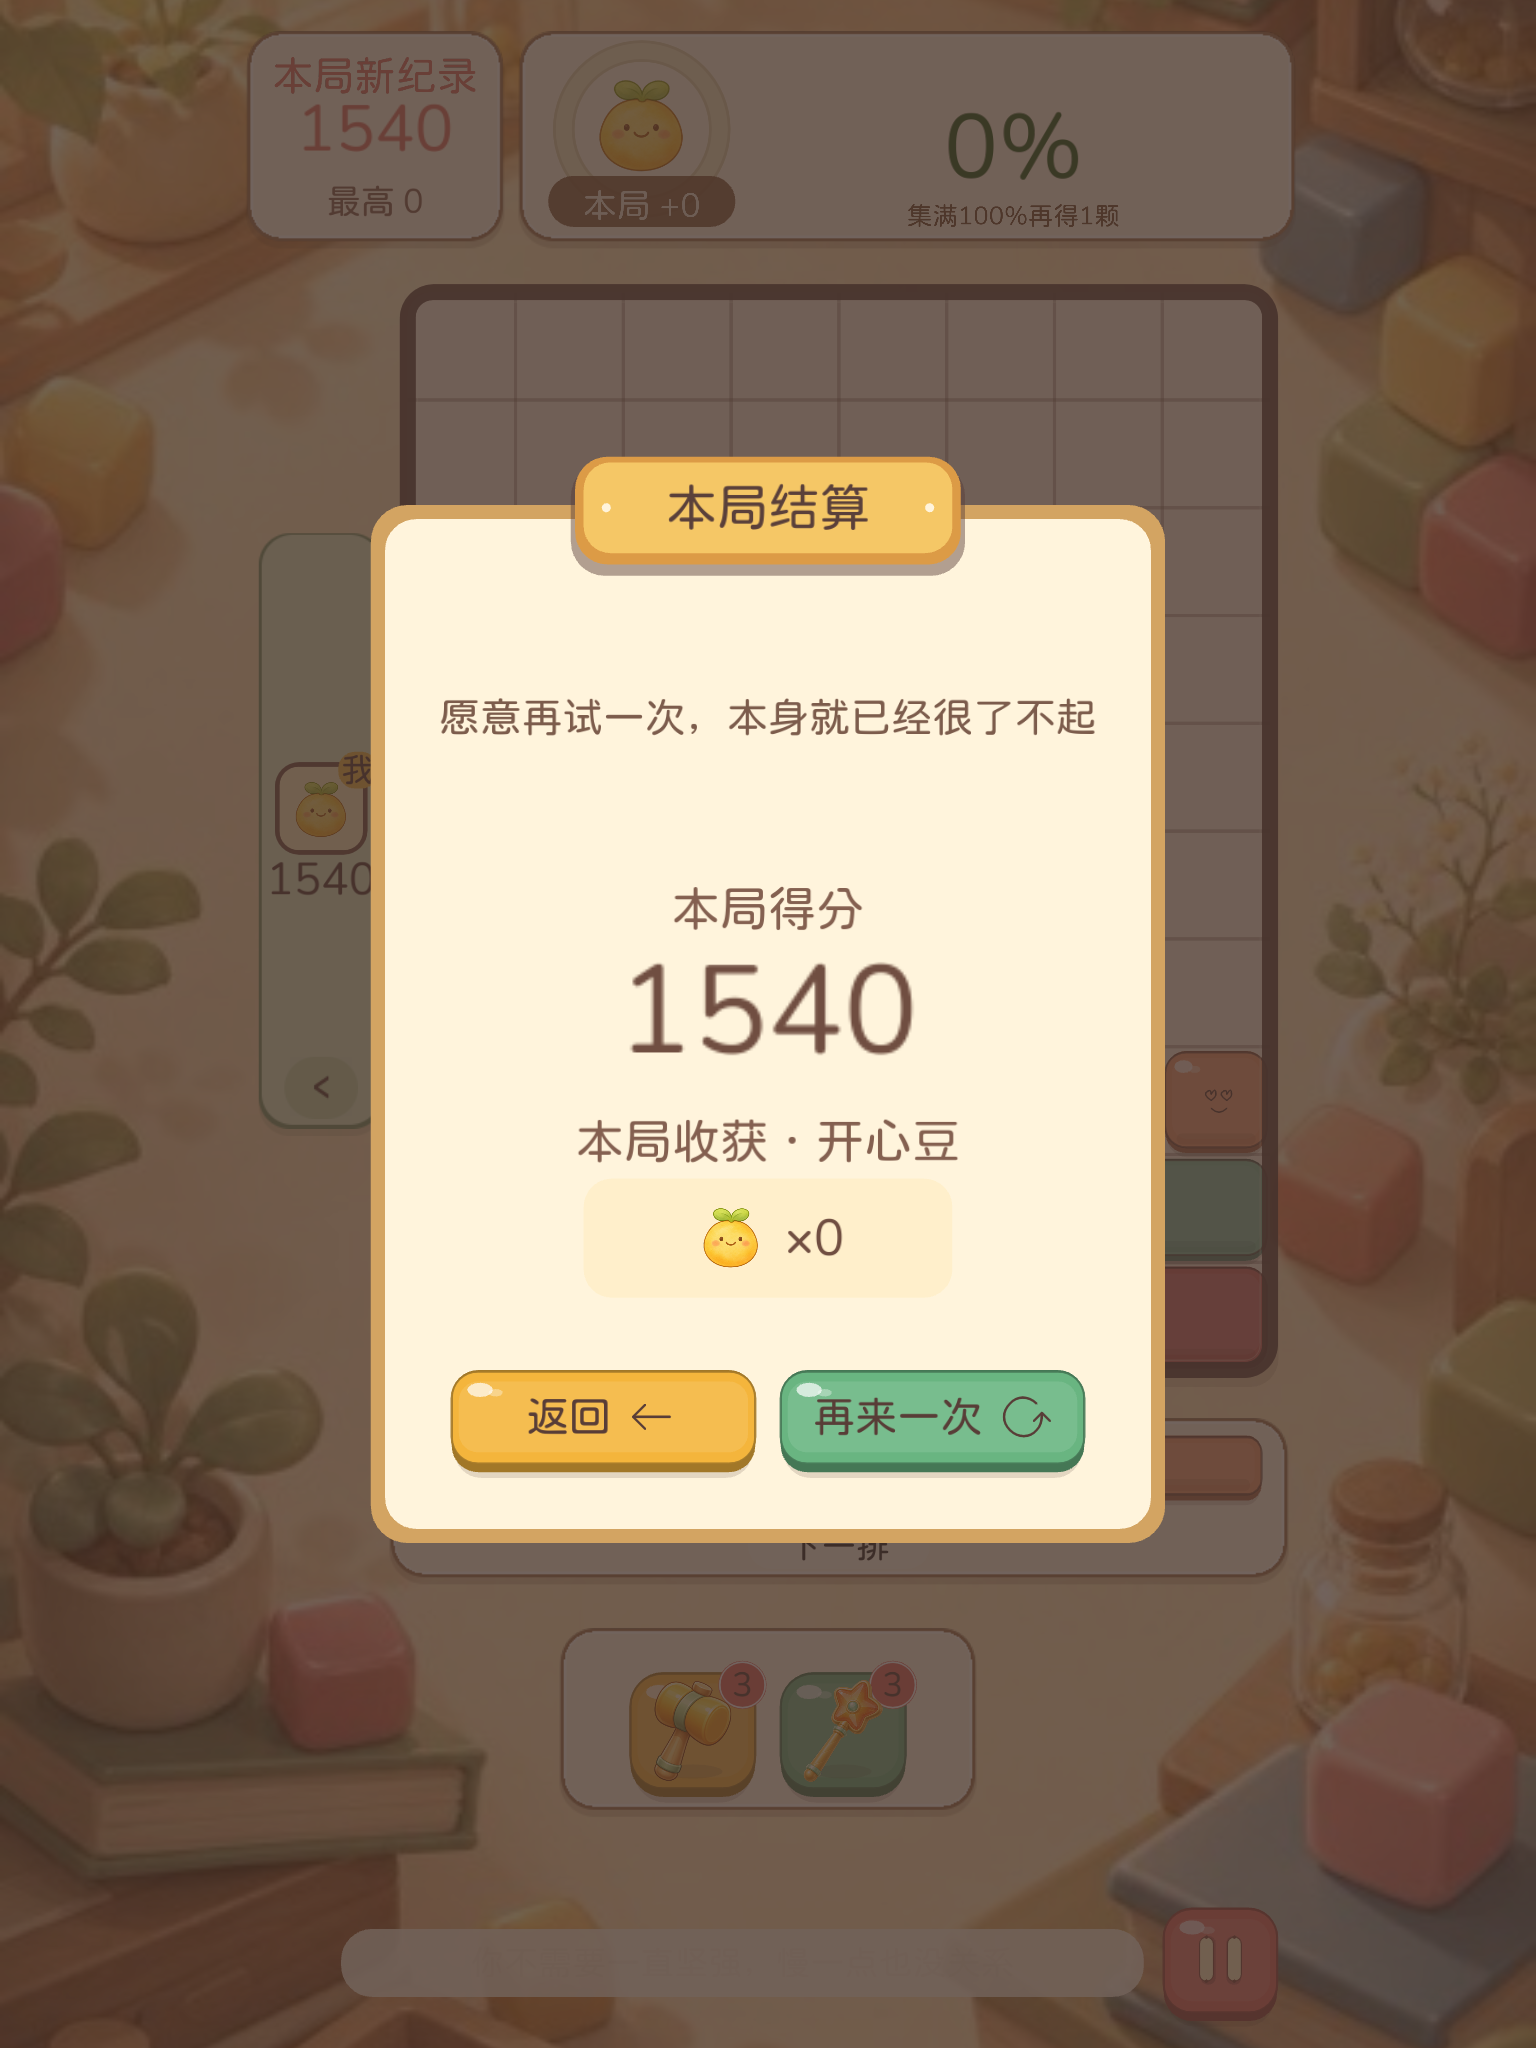 本局新纪录
1540
最高 0
本局 +0
0%
集满100%再得1颗
本局结算
愿意再试一次，本身就已经很了不起
我
1540
本局得分
1540
<
本局收获 · 开心豆
×0
返回 ←
再来一次
下一排
3
3